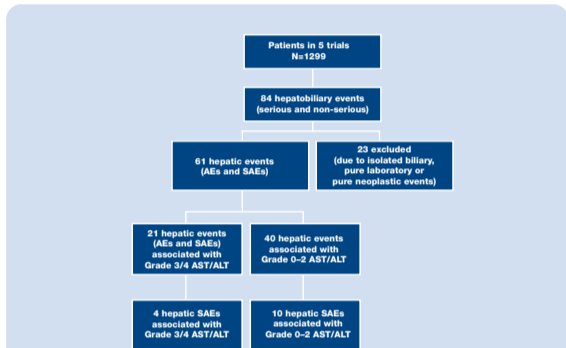 Patients in 5 trials
N=1299
84 hepatobiliary events
(serious and non-serious)
61 hepatic events
(AEs and SAEs)
23 excluded
(due to isolated biliary,
pure laboratory or
pure neoplastic events)
21 hepatic events
(AEs and SAEs)
associated with
Grade 3/4 AST/ALT
40 hepatic events
associated with
Grade 0–2 AST/ALT
4 hepatic SAEs
associated with
Grade 3/4 AST/ALT
10 hepatic SAEs
associated with
Grade 0–2 AST/ALT